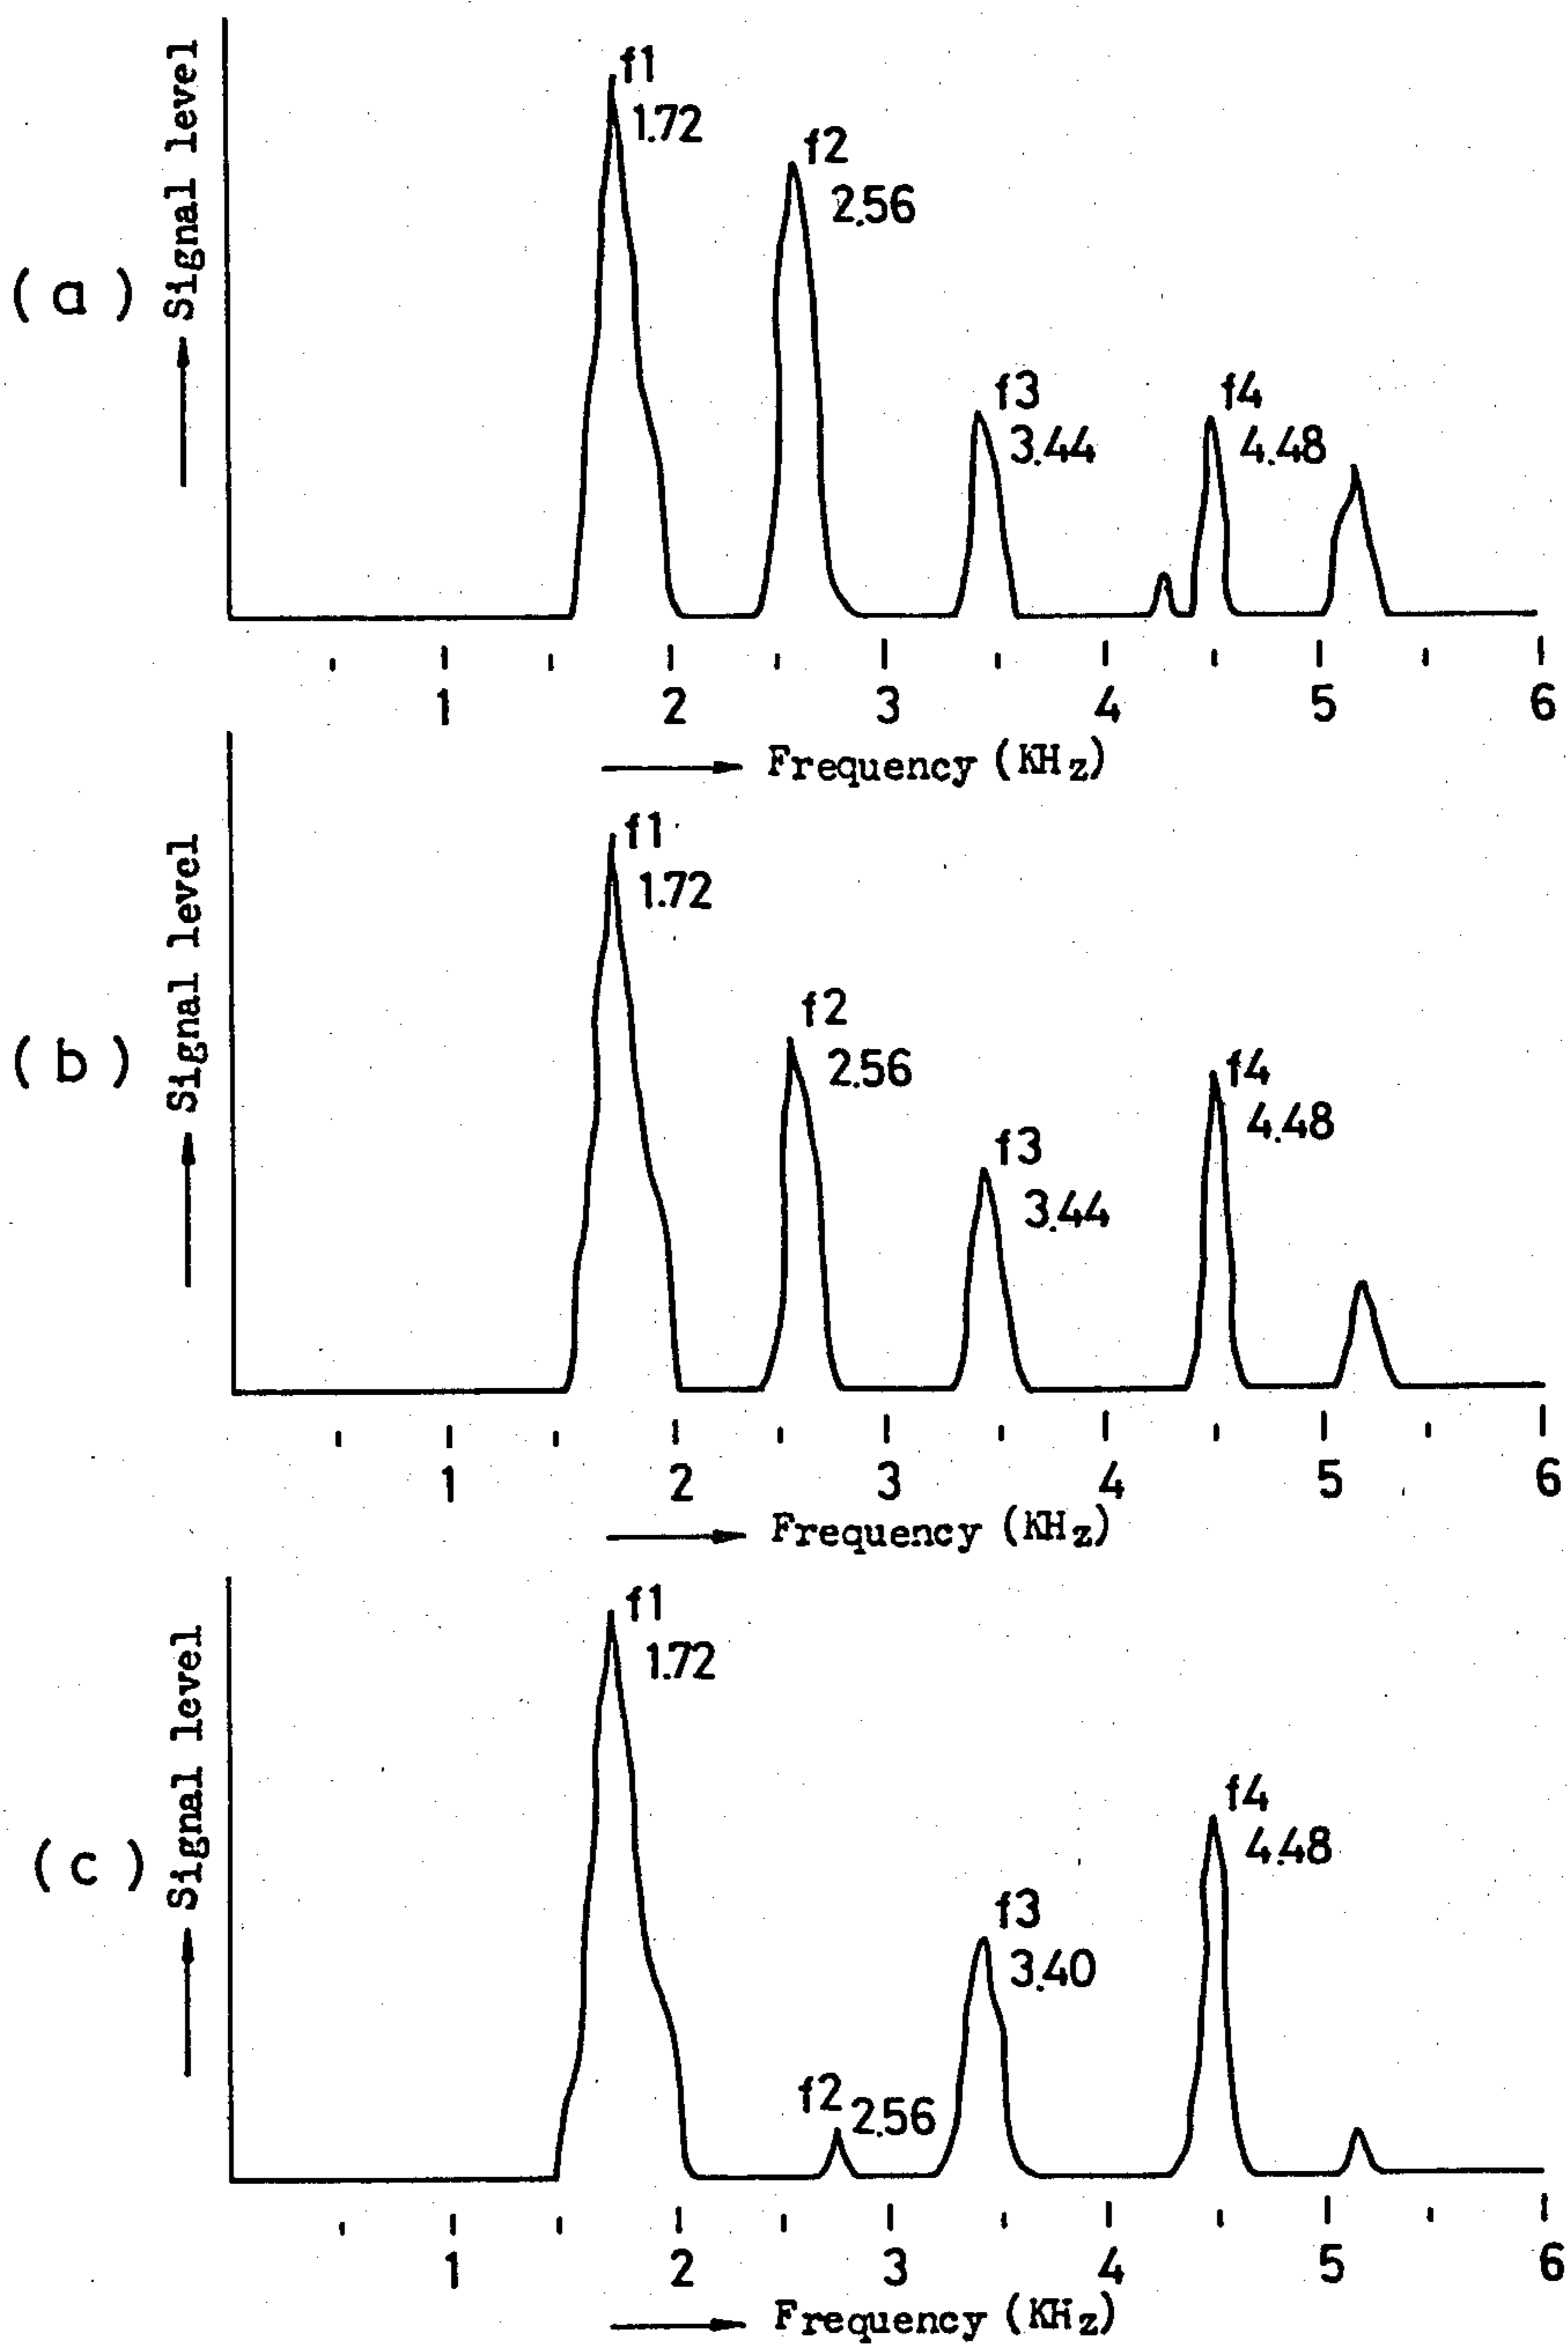 f1
1.72
f2
2.56
f3
3.44
f4
4.48
(a)
Signal level
1 2 3 4 5 6
Frequency (KHz)
f1
1.72
f2
2.56
f3
3.44
f4
4.48
(b)
Signal level
1 2 3 4 5 6
Frequency (KHz)
f1
1.72
f2
2.56
f3
3.40
f4
4.48
(c)
Signal level
1 2 3 4 5 6
Frequency (KHz)